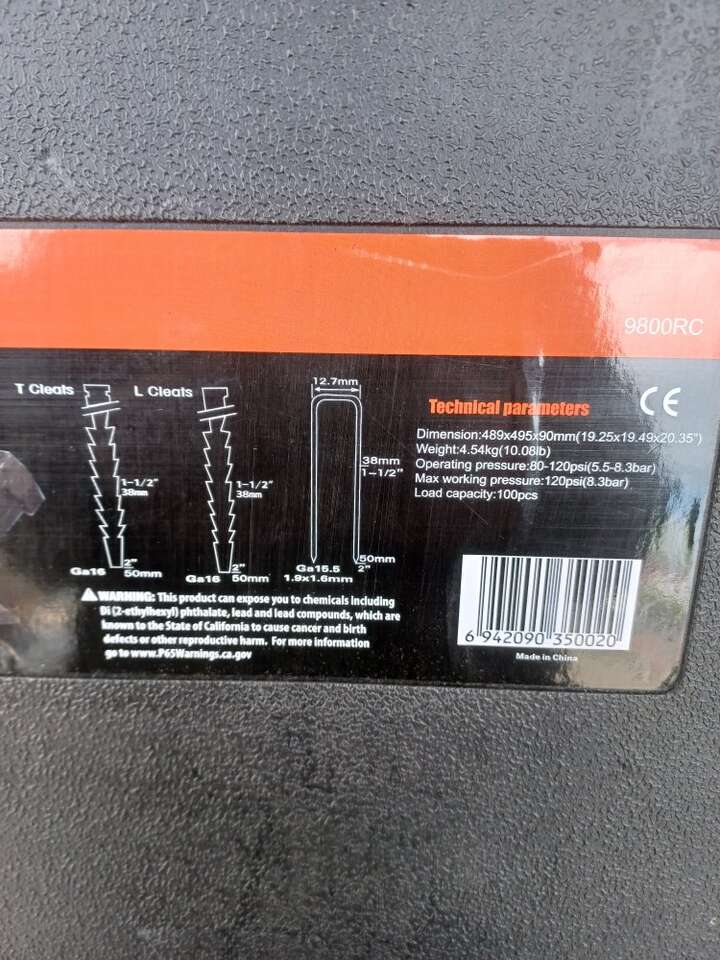 9800RC
T Cleats
1-1/2"
38mm
Ga16
2"
50mm
L Cleats
1-1/2"
38mm
Ga16
2"
50mm
12.7mm
38mm
1-1/2"
Ga15.5
1.9x1.6mm
50mm
2"
Technical parameters
CE
Dimension:489x495x90mm(19.25x19.49x20.35")
Weight:4.54kg(10.08lb)
Operating pressure:80-120psi(5.5-8.3bar)
Max working pressure:120psi(8.3bar)
Load capacity:100pcs
WARNING: This product can expose you to chemicals including
Di (2-ethylhexyl) phthalate, lead and lead compounds, which are
known to the State of California to cause cancer and birth
defects or other reproductive harm. For more information
go to www.P65Warnings.ca.gov
6 942090 350020
Made in China